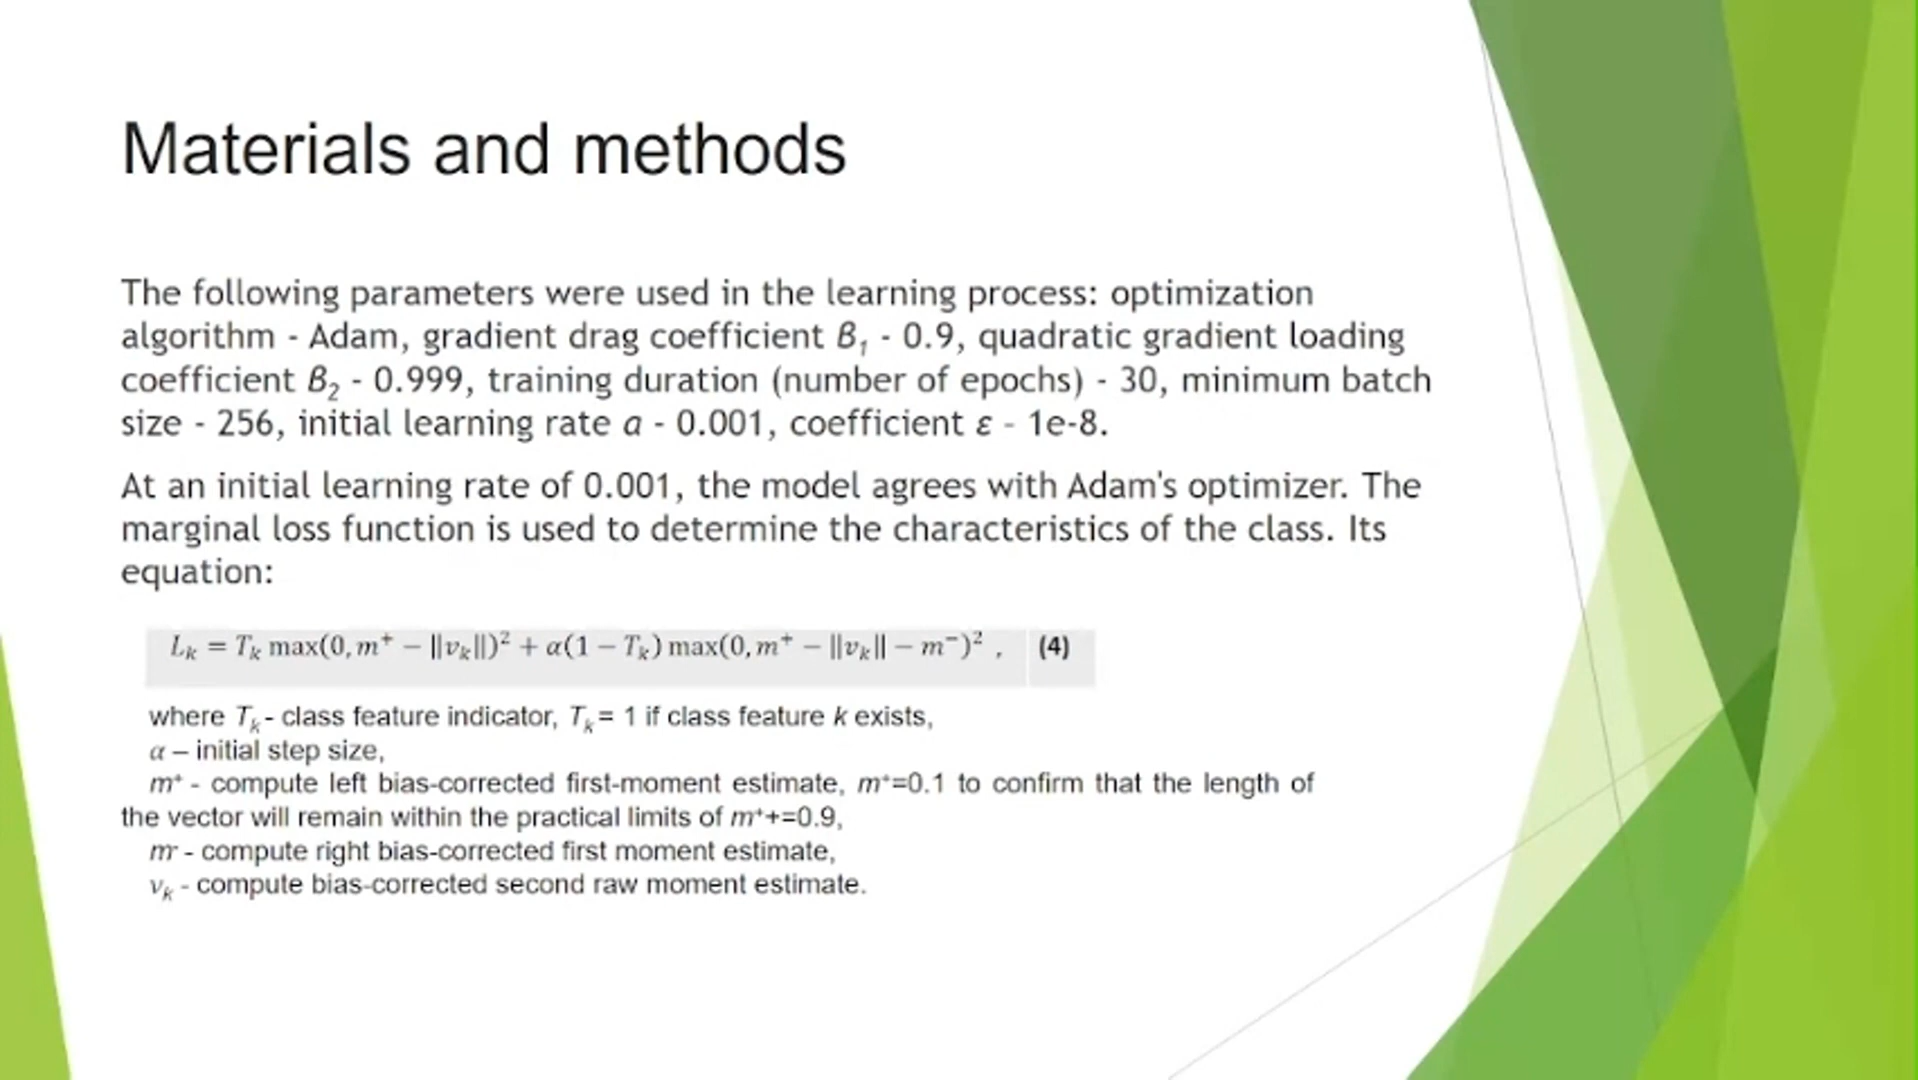 Materials and methods
The following parameters were used in the learning process: optimization
algorithm - Adam, gradient drag coefficient β₁ - 0.9, quadratic gradient loading
coefficient β₂ - 0.999, training duration (number of epochs) - 30, minimum batch
size - 256, initial learning rate α - 0.001, coefficient ε - 1e-8.
At an initial learning rate of 0.001, the model agrees with Adam's optimizer. The
marginal loss function is used to determine the characteristics of the class. Its
equation:
Lₖ = Tₖ max(0, m⁺ − ||vₖ||)² + α(1 − Tₖ) max(0, m⁺ − ||vₖ|| − m⁻)² , (4)
where Tₖ - class feature indicator, Tₖ = 1 if class feature k exists,
α – initial step size,
m⁺ - compute left bias-corrected first-moment estimate, m⁺=0.1 to confirm that the length of
the vector will remain within the practical limits of m⁺+=0.9,
m⁻ - compute right bias-corrected first moment estimate,
vₖ - compute bias-corrected second raw moment estimate.